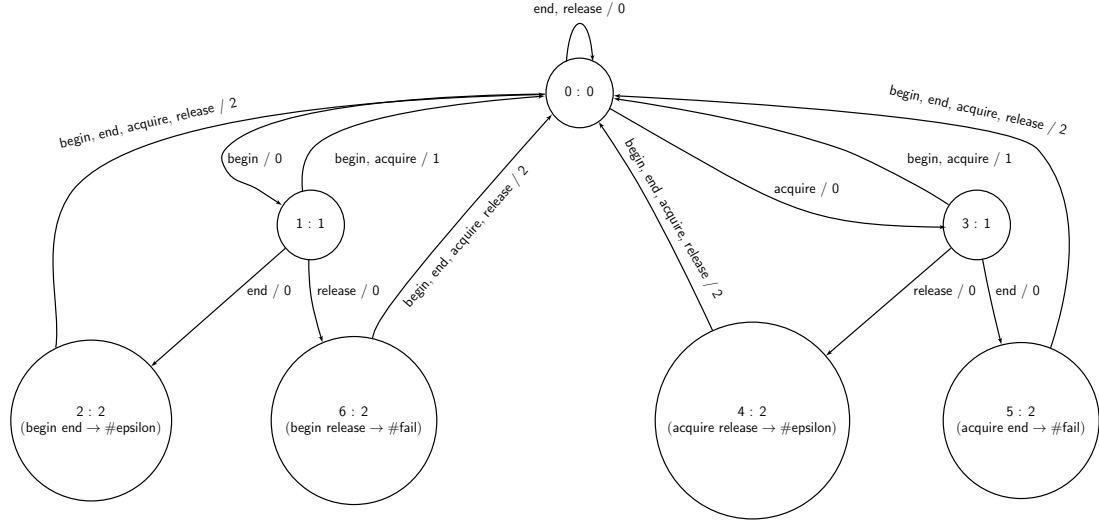 end, release / 0
0 : 0
begin, end, acquire, release / 2
begin, end, acquire, release / 2
begin / 0
begin, acquire / 1
begin, end, acquire, release / 2
begin, end, acquire, release / 2
acquire / 0
begin, acquire / 1
1 : 1
3 : 1
end / 0
release / 0
release / 0
end / 0
2 : 2
(begin end → #epsilon)
6 : 2
(begin release → #fail)
4 : 2
(acquire release → #epsilon)
5 : 2
(acquire end → #fail)